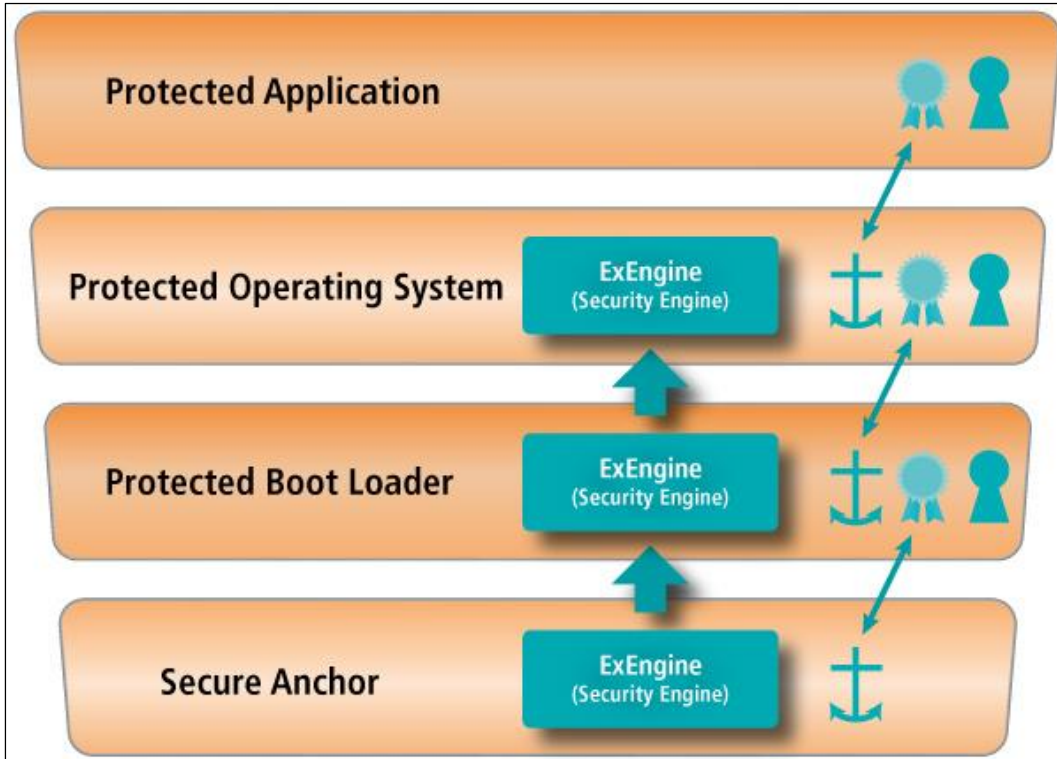 Protected Application
Protected Operating System
ExEngine
(Security Engine)
Protected Boot Loader
ExEngine
(Security Engine)
Secure Anchor
ExEngine
(Security Engine)